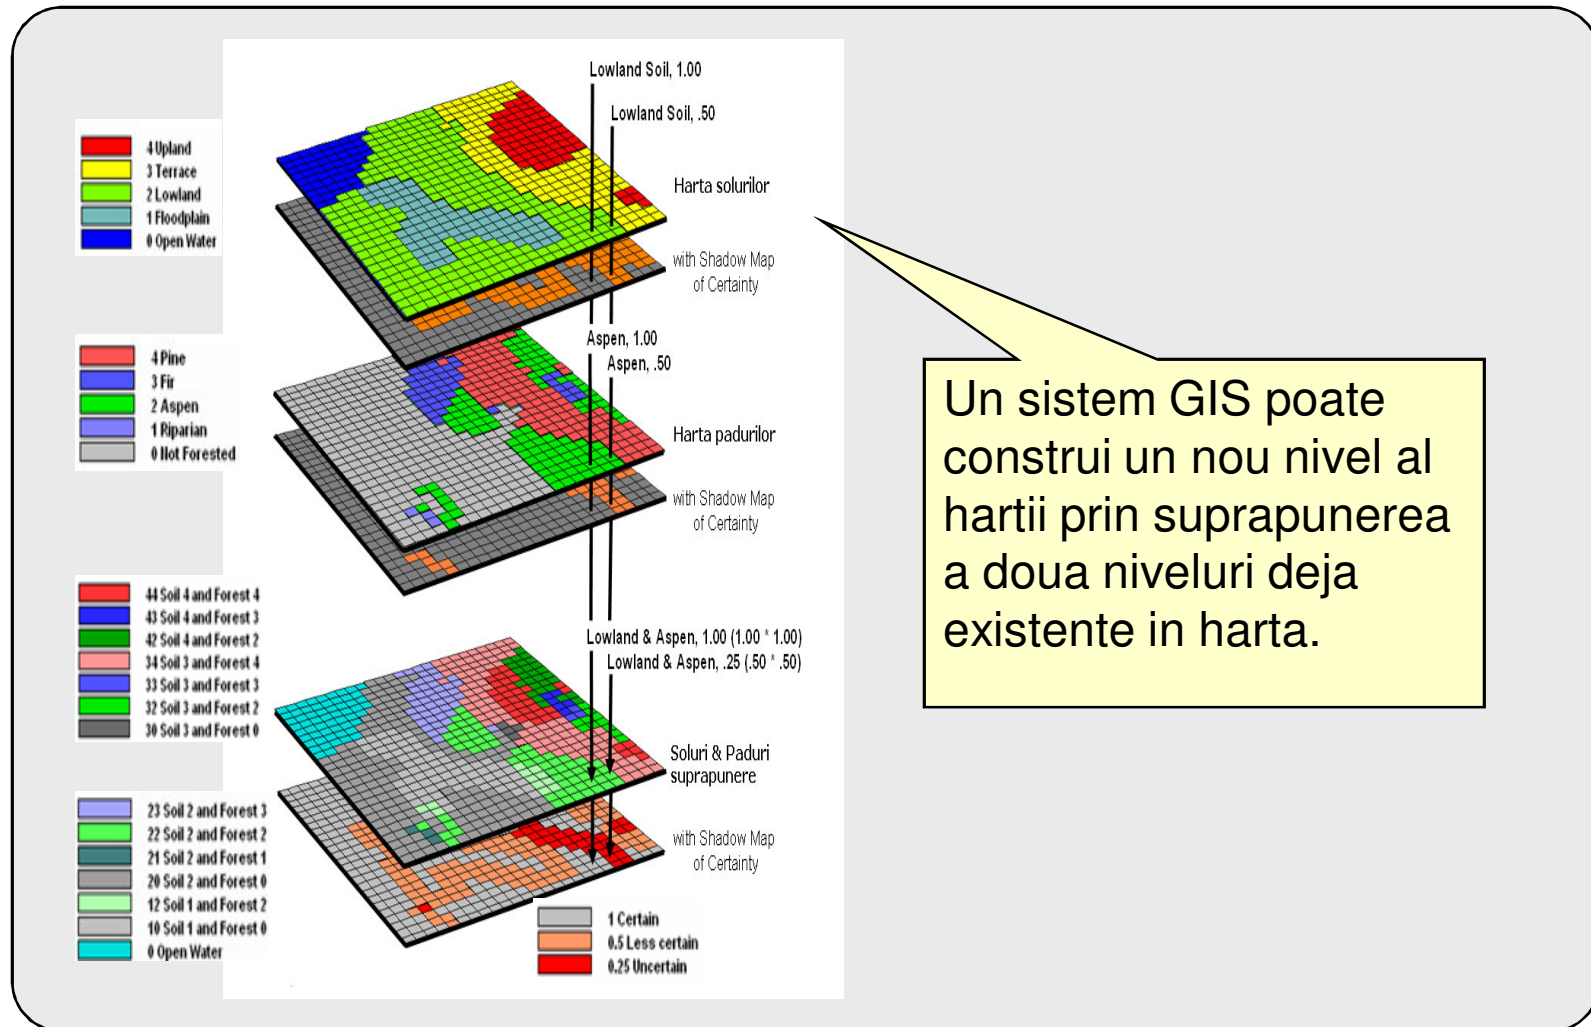 Lowland Soil, 1.00
Lowland Soil, .50
4 Upland
3 Terrace
2 Lowland
1 Floodplain
0 Open Water
Harta solurilor
with Shadow Map
of Certainty
Aspen, 1.00
Aspen, .50
4 Pine
3 Fir
2 Aspen
1 Riparian
0 Not Forested
Harta padurilor
with Shadow Map
of Certainty
Un sistem GIS poate
construi un nou nivel al
hartii prin suprapunerea
a doua niveluri deja
existente in harta.
44 Soil 4 and Forest 4
43 Soil 4 and Forest 3
42 Soil 4 and Forest 2
34 Soil 3 and Forest 4
33 Soil 3 and Forest 3
32 Soil 3 and Forest 2
30 Soil 3 and Forest 0
Lowland & Aspen, 1.00 (1.00 * 1.00)
Lowland & Aspen, .25 (.50 * .50)
Soluri & Paduri
suprapunere
23 Soil 2 and Forest 3
22 Soil 2 and Forest 2
21 Soil 2 and Forest 1
20 Soil 2 and Forest 0
12 Soil 1 and Forest 2
10 Soil 1 and Forest 0
0 Open Water
with Shadow Map
of Certainty
1 Certain
0.5 Less certain
0.25 Uncertain